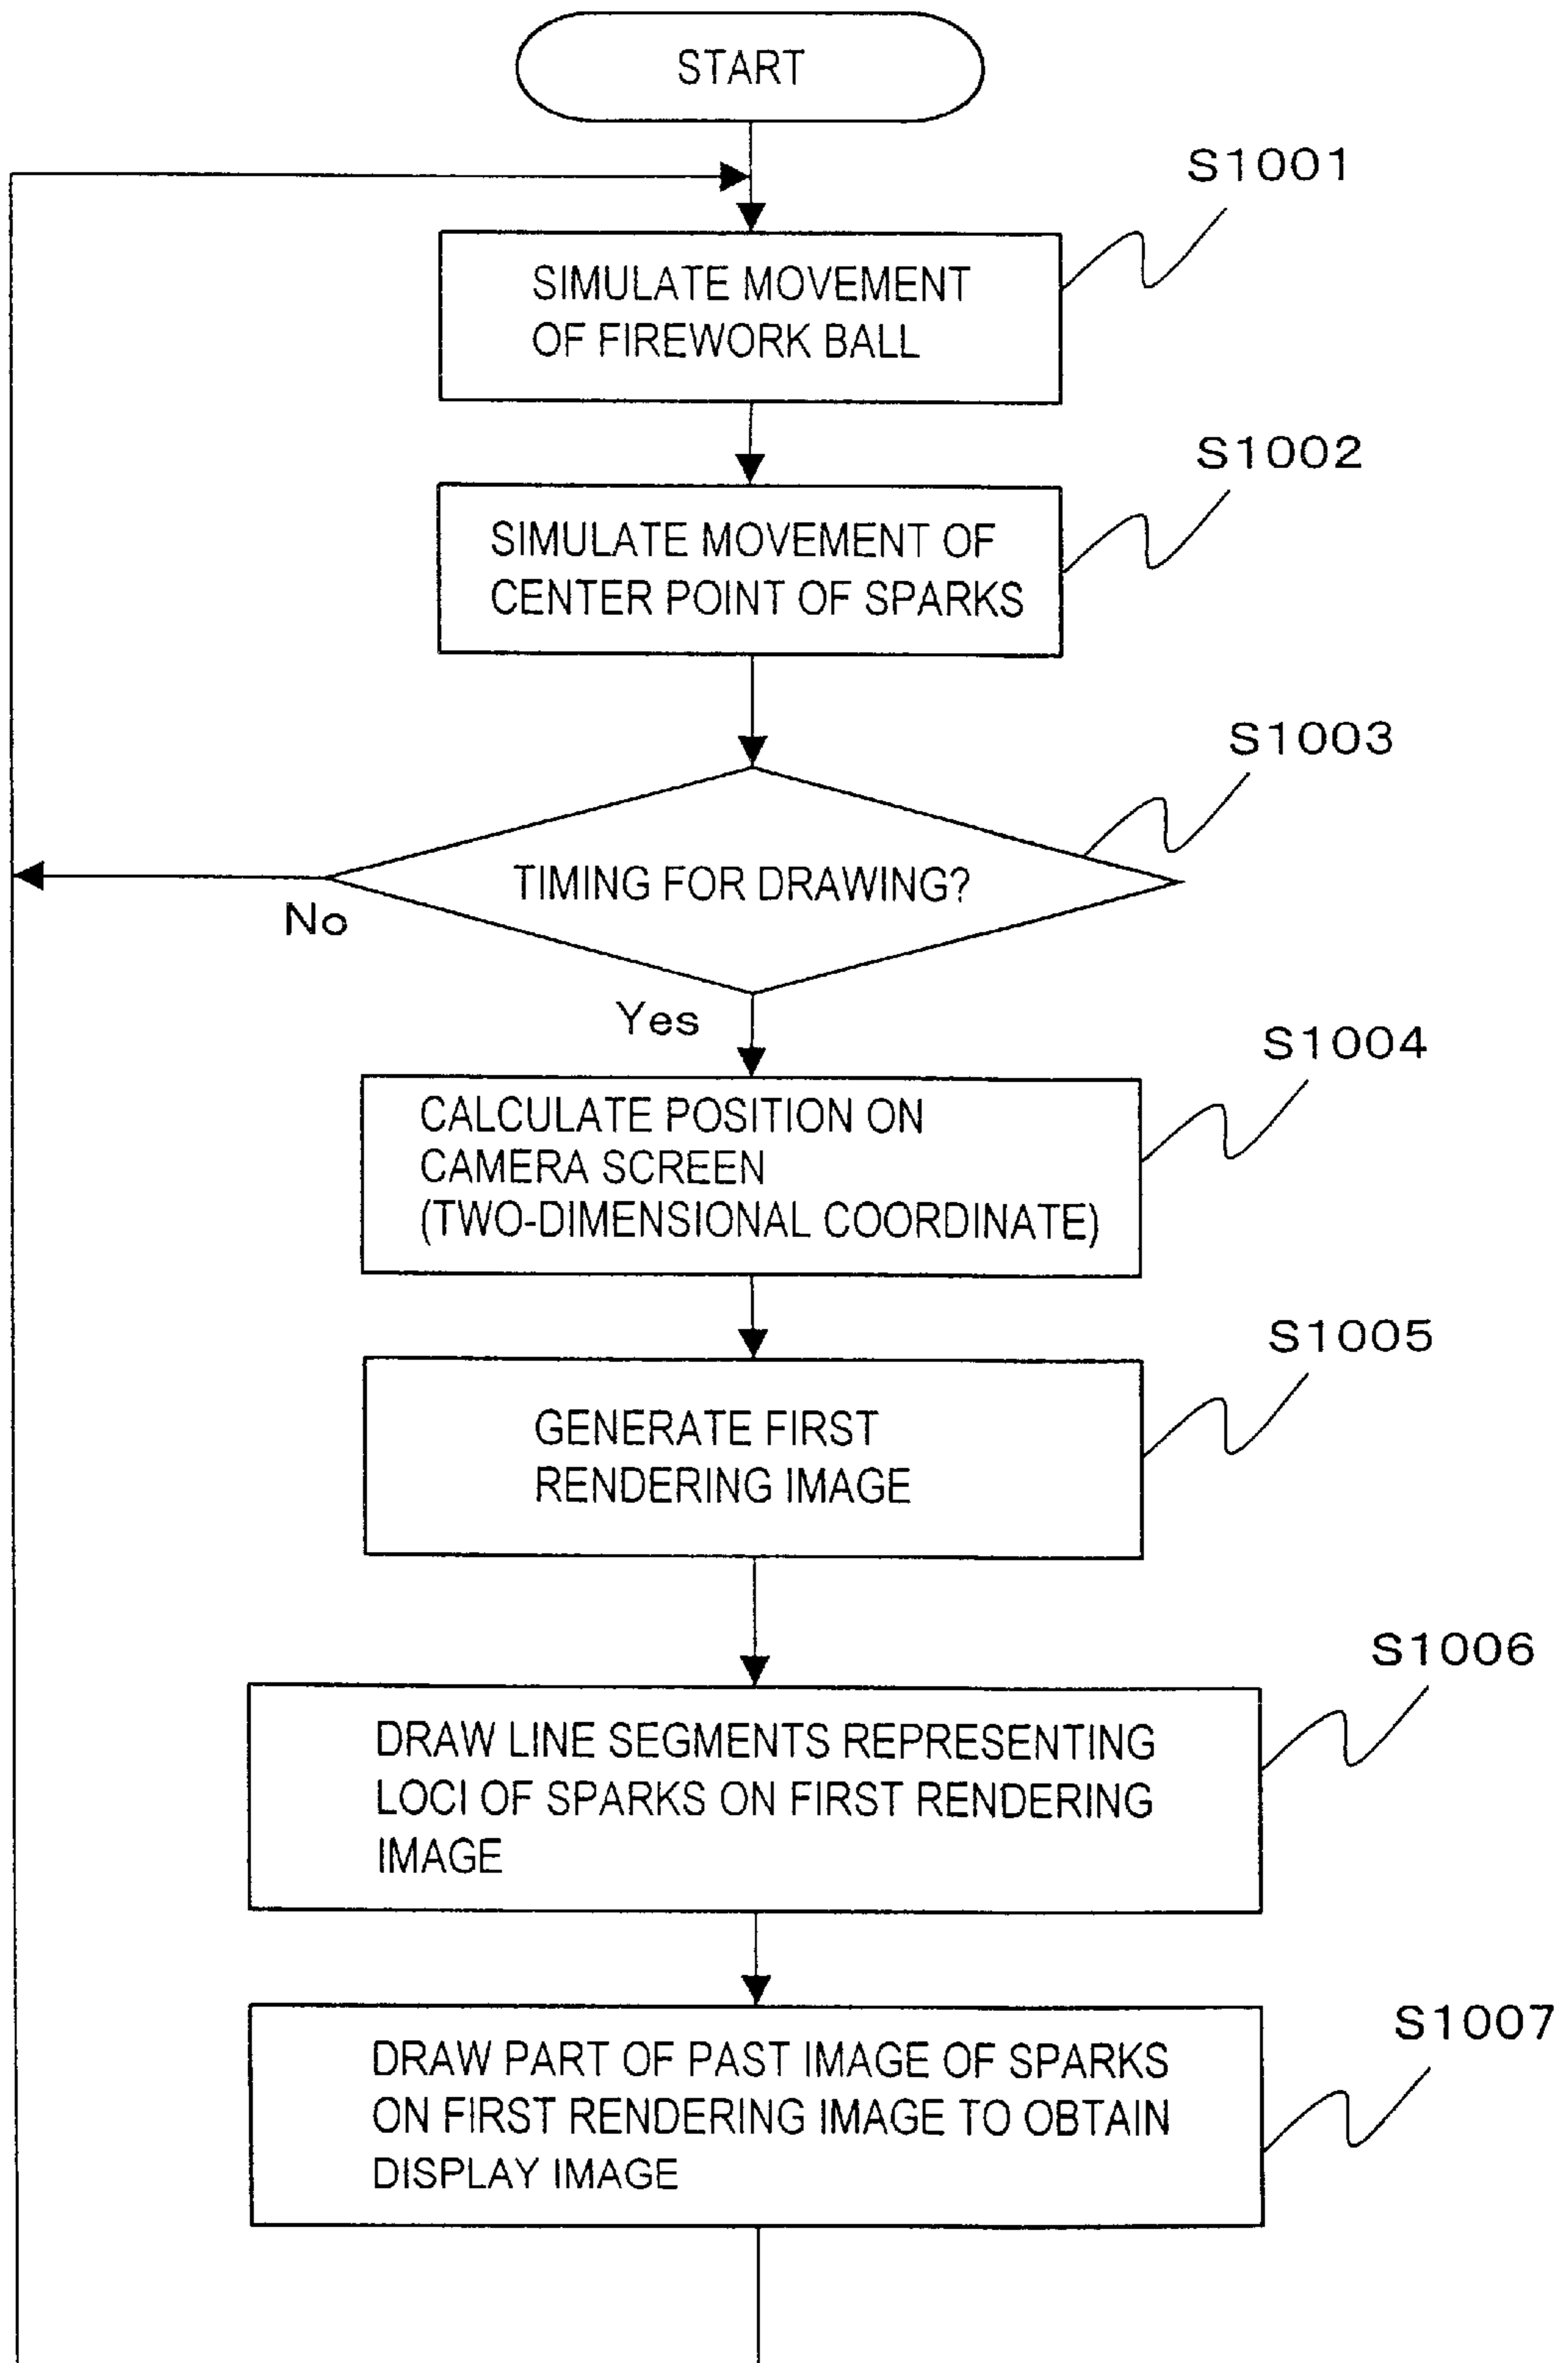 START
S1001
SIMULATE MOVEMENT
OF FIREWORK BALL
S1002
SIMULATE MOVEMENT OF
CENTER POINT OF SPARKS
S1003
TIMING FOR DRAWING?
No
Yes
S1004
CALCULATE POSITION ON
CAMERA SCREEN
(TWO-DIMENSIONAL COORDINATE)
S1005
GENERATE FIRST
RENDERING IMAGE
S1006
DRAW LINE SEGMENTS REPRESENTING
LOCI OF SPARKS ON FIRST RENDERING
IMAGE
S1007
DRAW PART OF PAST IMAGE OF SPARKS
ON FIRST RENDERING IMAGE TO OBTAIN
DISPLAY IMAGE